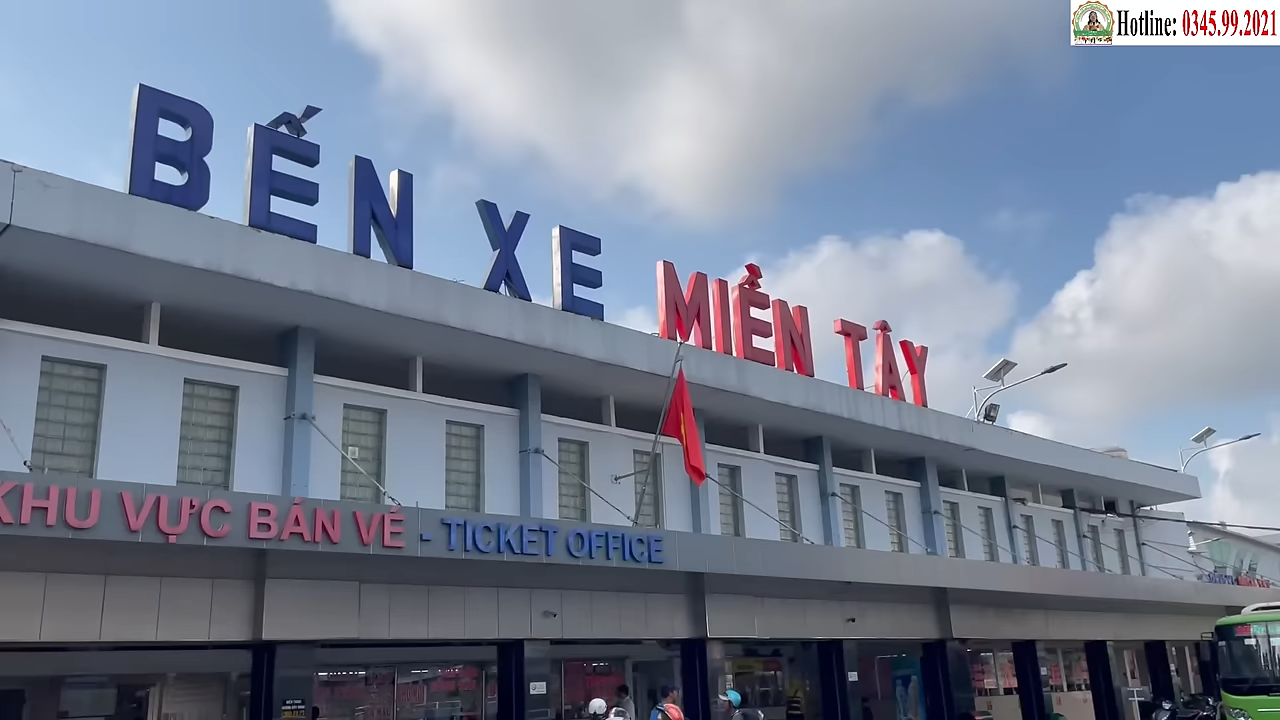 Hotline: 0345.99.2021
BẾN XE MIỀN TÂY
KHU VỰC BÁN VÉ - TICKET OFFICE